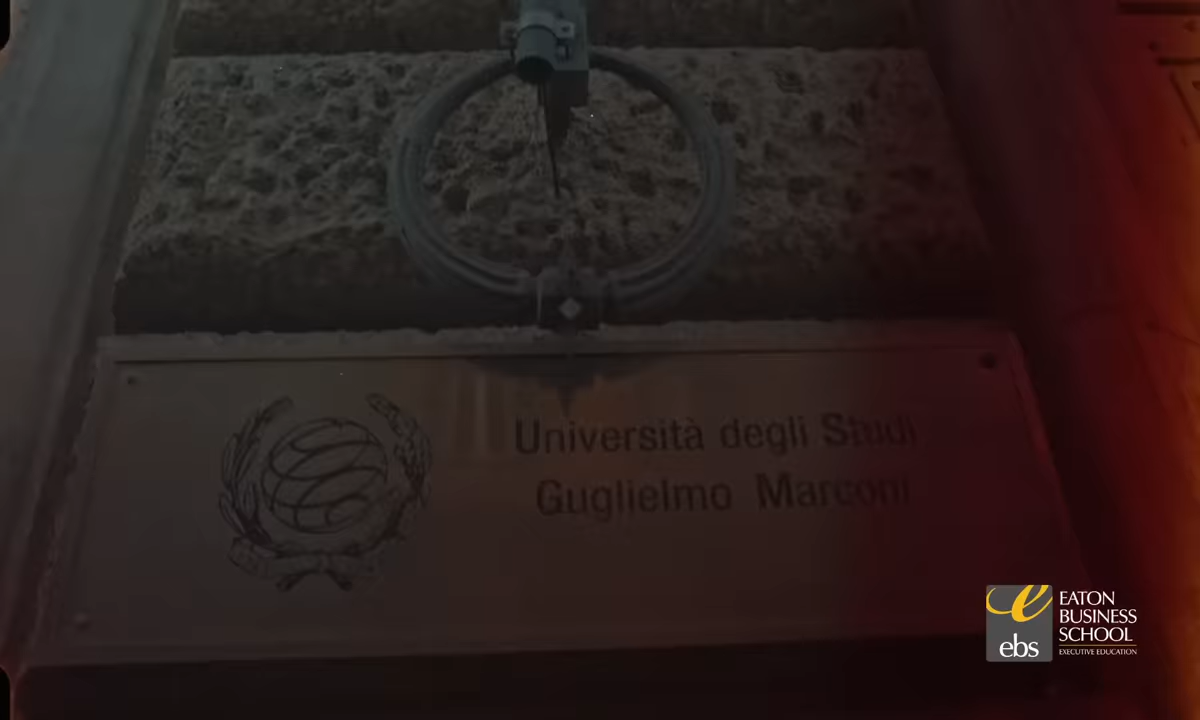 Università degli Studi
Guglielmo Marconi
EATON
BUSINESS
SCHOOL
ebs
EXECUTIVE EDUCATION